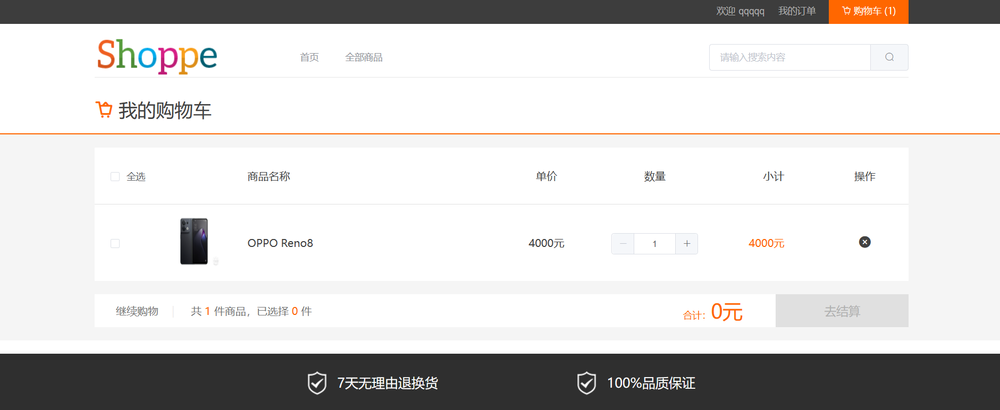 欢迎 qqqqq 我的订单 购物车 (1)
Shoppe 首页 全部商品 请输入搜索内容
我的购物车
全选 商品名称 单价 数量 小计 操作
OPPO Reno8 4000元 1 4000元
继续购物 共 1 件商品，已选择 0 件 合计：0元 去结算
7天无理由退换货 100%品质保证